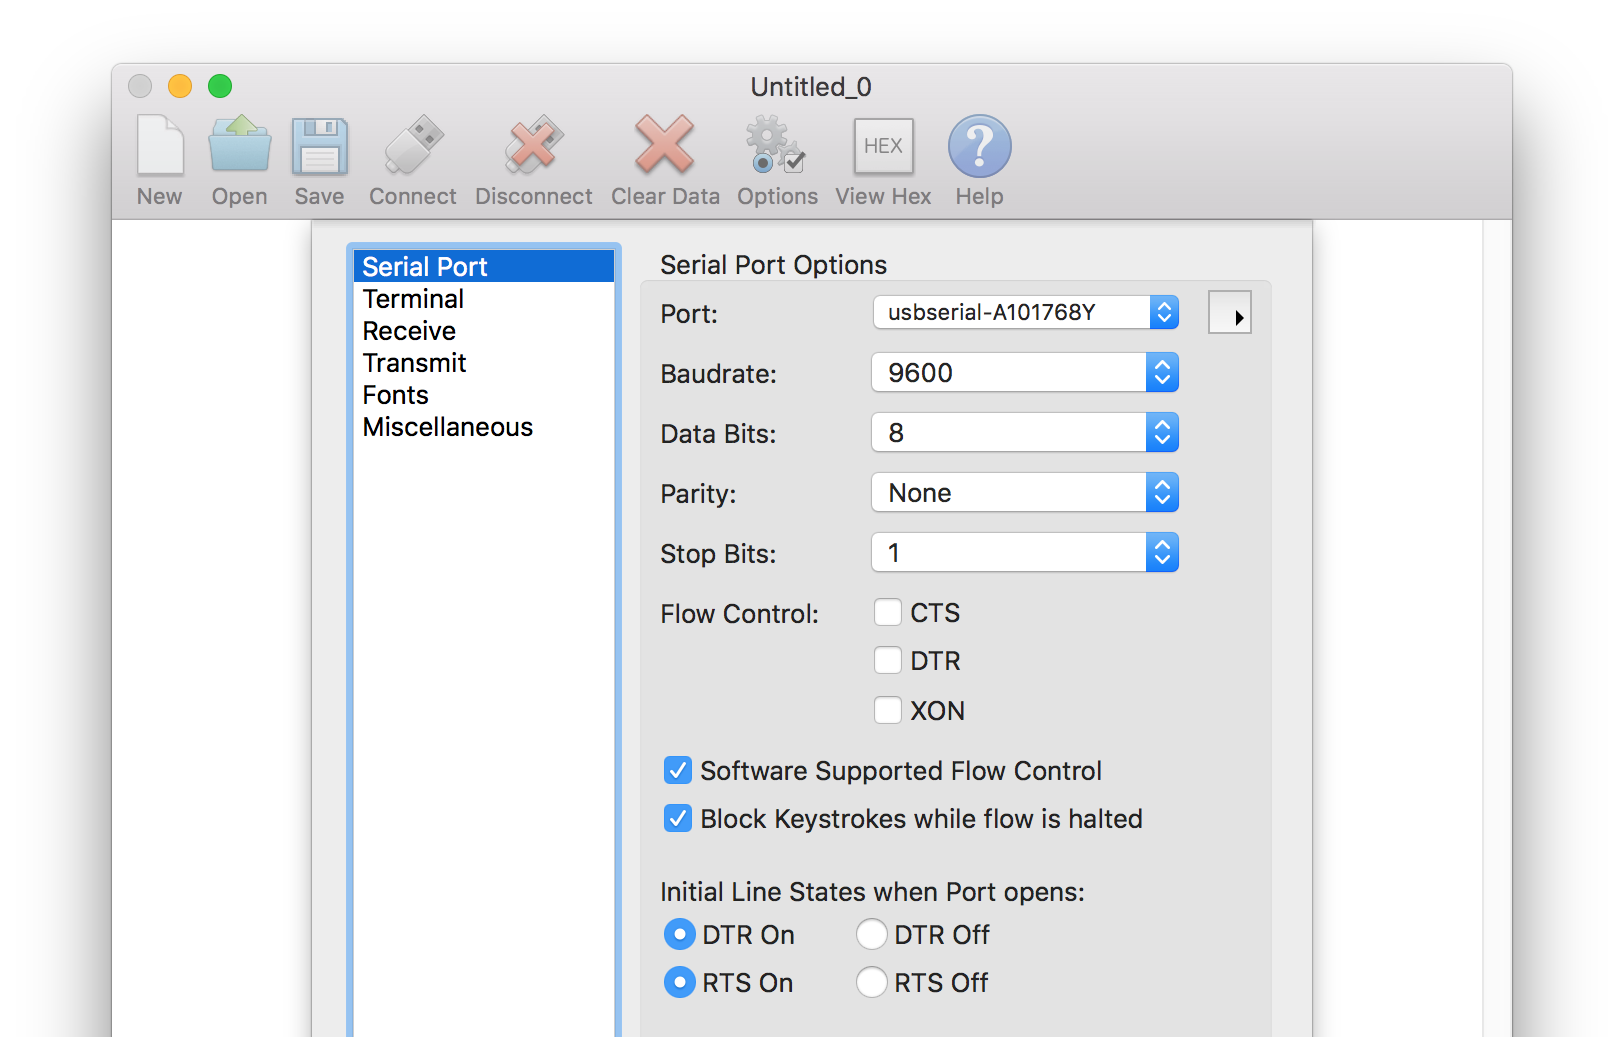 Untitled_0
New Open Save Connect Disconnect Clear Data Options HEX View Hex Help
Serial Port
Terminal
Receive
Transmit
Fonts
Miscellaneous
Serial Port Options
Port: usbserial-A101768Y
Baudrate: 9600
Data Bits: 8
Parity: None
Stop Bits: 1
Flow Control: CTS
DTR
XON
Software Supported Flow Control
Block Keystrokes while flow is halted
Initial Line States when Port opens:
DTR On DTR Off
RTS On RTS Off